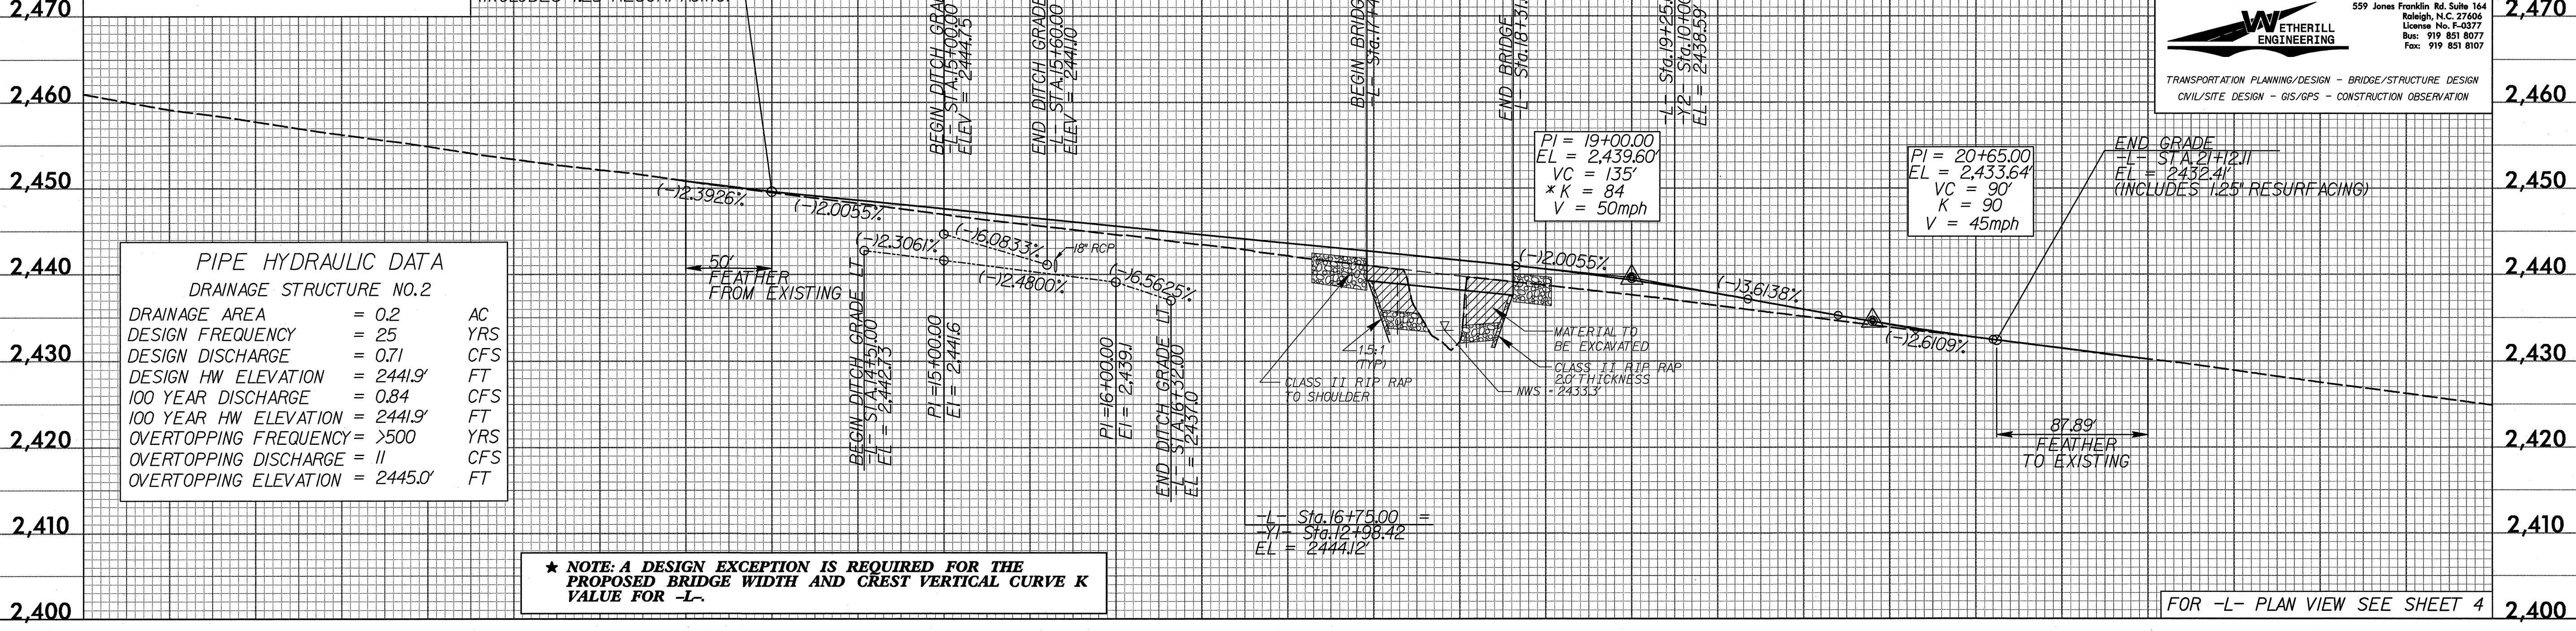 2,470
2,460
2,450
2,440
2,430
2,420
2,410
2,400
BEGIN DITCH GRADE
-L- STA.15+00.00
ELEV = 2444.75
END DITCH GRADE
-L- STA.15+60.00
ELEV = 2441.10
BEGIN BRIDGE
END BRIDGE
EL = 2438.59'
559 Jones Franklin Rd. Suite 164
Raleigh, N.C. 27606
License No. F-0377
Bus: 919 851 8077
Fax: 919 851 8107
WETHERILL
ENGINEERING
TRANSPORTATION PLANNING/DESIGN - BRIDGE/STRUCTURE DESIGN
CIVIL/SITE DESIGN - GIS/GPS - CONSTRUCTION OBSERVATION
PI = 19+00.00
EL = 2,439.60'
VC = 135'
*K = 84
V = 50mph
PI = 20+65.00
EL = 2,433.64'
VC = 90'
K = 90
V = 45mph
END GRADE
-L- STA.21+12.11
EL = 2432.41'
(INCLUDES 1.25" RESURFACING)
(-)2.3926%
(-)2.0055%
(-)2.3061%
(-)6.0833%
18" RCP
(-)2.4800%
(-)6.5625%
(-)2.0055%
(-)3.6138%
(-)2.6109%
50'
FEATHER
FROM EXISTING
PIPE HYDRAULIC DATA
DRAINAGE STRUCTURE NO.2
DRAINAGE AREA = 0.2 AC
DESIGN FREQUENCY = 25 YRS
DESIGN DISCHARGE = 0.71 CFS
DESIGN HW ELEVATION = 2441.9' FT
100 YEAR DISCHARGE = 0.84 CFS
100 YEAR HW ELEVATION = 2441.9' FT
OVERTOPPING FREQUENCY = >500 YRS
OVERTOPPING DISCHARGE = 11 CFS
OVERTOPPING ELEVATION = 2445.0' FT
BEGIN DITCH GRADE LT
-L- STA.14+51.00
EL = 2,442.73
PI =15+00.00
El = 2,441.6
PI =16+00.00
El = 2,439.1
END DITCH GRADE LT
-L- STA.16+32.00
EL = 2437.0'
1.5:1
(TYP)
CLASS II RIP RAP
TO SHOULDER
MATERIAL TO
BE EXCAVATED
CLASS II RIP RAP
2.0' THICKNESS
NWS = 2433.3'
87.89'
FEATHER
TO EXISTING
-L- Sta.16+75.00 =
-Y1- Sta.12+98.42
EL = 2444.12'
★ NOTE: A DESIGN EXCEPTION IS REQUIRED FOR THE
PROPOSED BRIDGE WIDTH AND CREST VERTICAL CURVE K
VALUE FOR -L-.
FOR -L- PLAN VIEW SEE SHEET 4
2,470
2,460
2,450
2,440
2,430
2,420
2,410
2,400